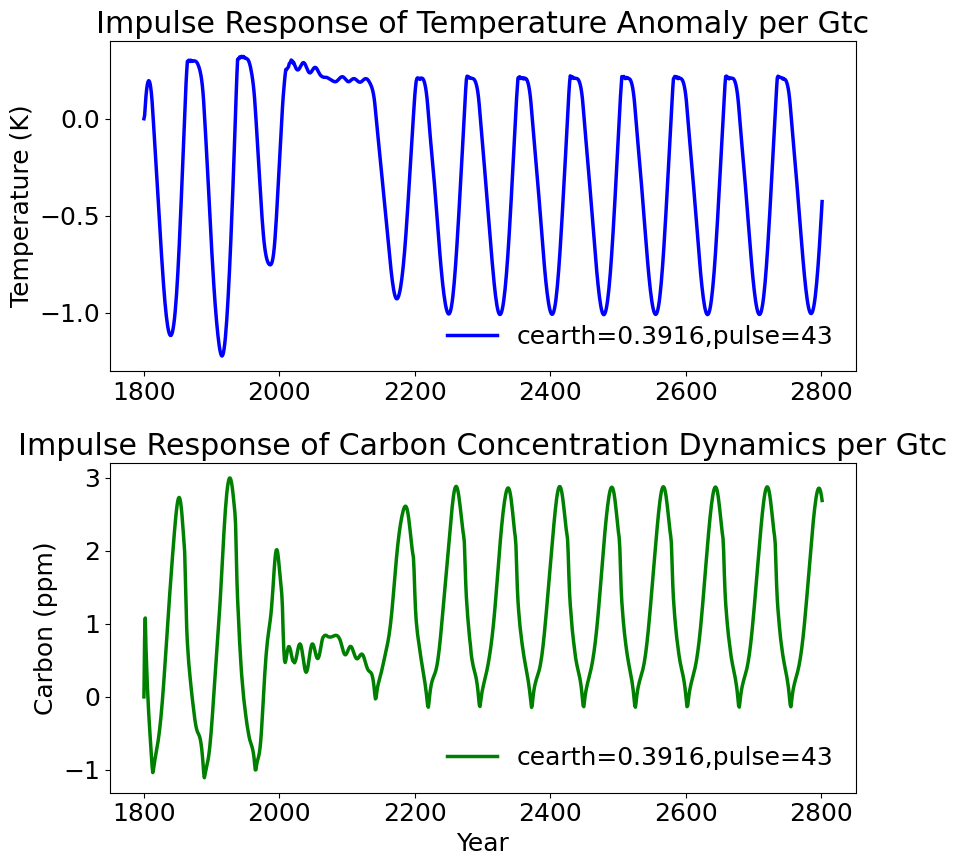 Impulse Response of Temperature Anomaly per Gtc
Temperature (K)
0.0
−0.5
−1.0
cearth=0.3916,pulse=43
1800 2000 2200 2400 2600 2800
Impulse Response of Carbon Concentration Dynamics per Gtc
Carbon (ppm)
3
2
1
0
−1
cearth=0.3916,pulse=43
1800 2000 2200 2400 2600 2800
Year